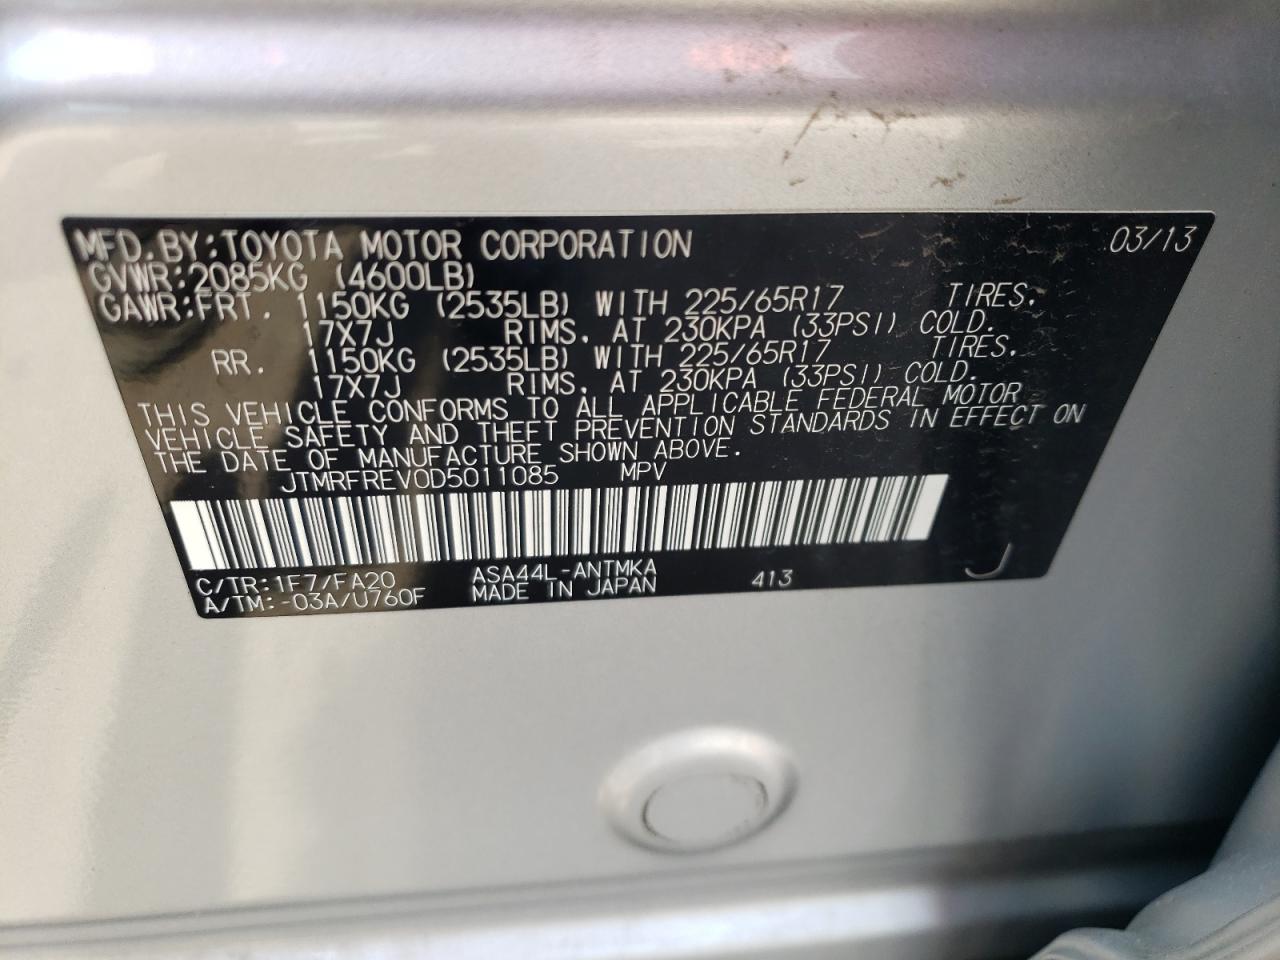 MFD. BY: TOYOTA MOTOR CORPORATION 03/13
GVWR: 2085KG (4600LB)
GAWR: FRT. 1150KG (2535LB) WITH 225/65R17 TIRES.
17X7J RIMS, AT 230KPA (33PSI) COLD.
RR. 1150KG (2535LB) WITH 225/65R17 TIRES.
17X7J RIMS, AT 230KPA (33PSI) COLD.
THIS VEHICLE CONFORMS TO ALL APPLICABLE FEDERAL MOTOR
VEHICLE SAFETY AND THEFT PREVENTION STANDARDS IN EFFECT ON
THE DATE OF MANUFACTURE SHOWN ABOVE.
JTMRFREV0D5011085 MPV
C/TR: 1F7/FA20 ASA44L-ANTMKA 413 J
A/TM: -03A/U760F MADE IN JAPAN